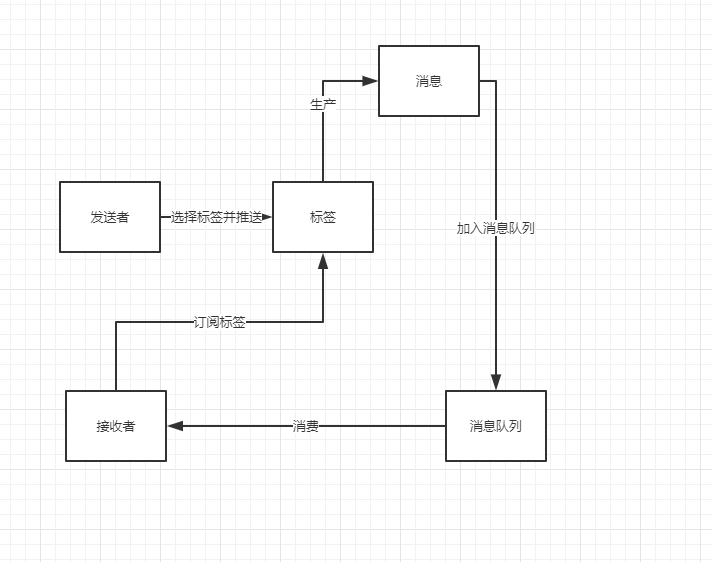 消息
生产
发送者
选择标签并推送
标签
加入消息队列
订阅标签
接收者
消费
消息队列